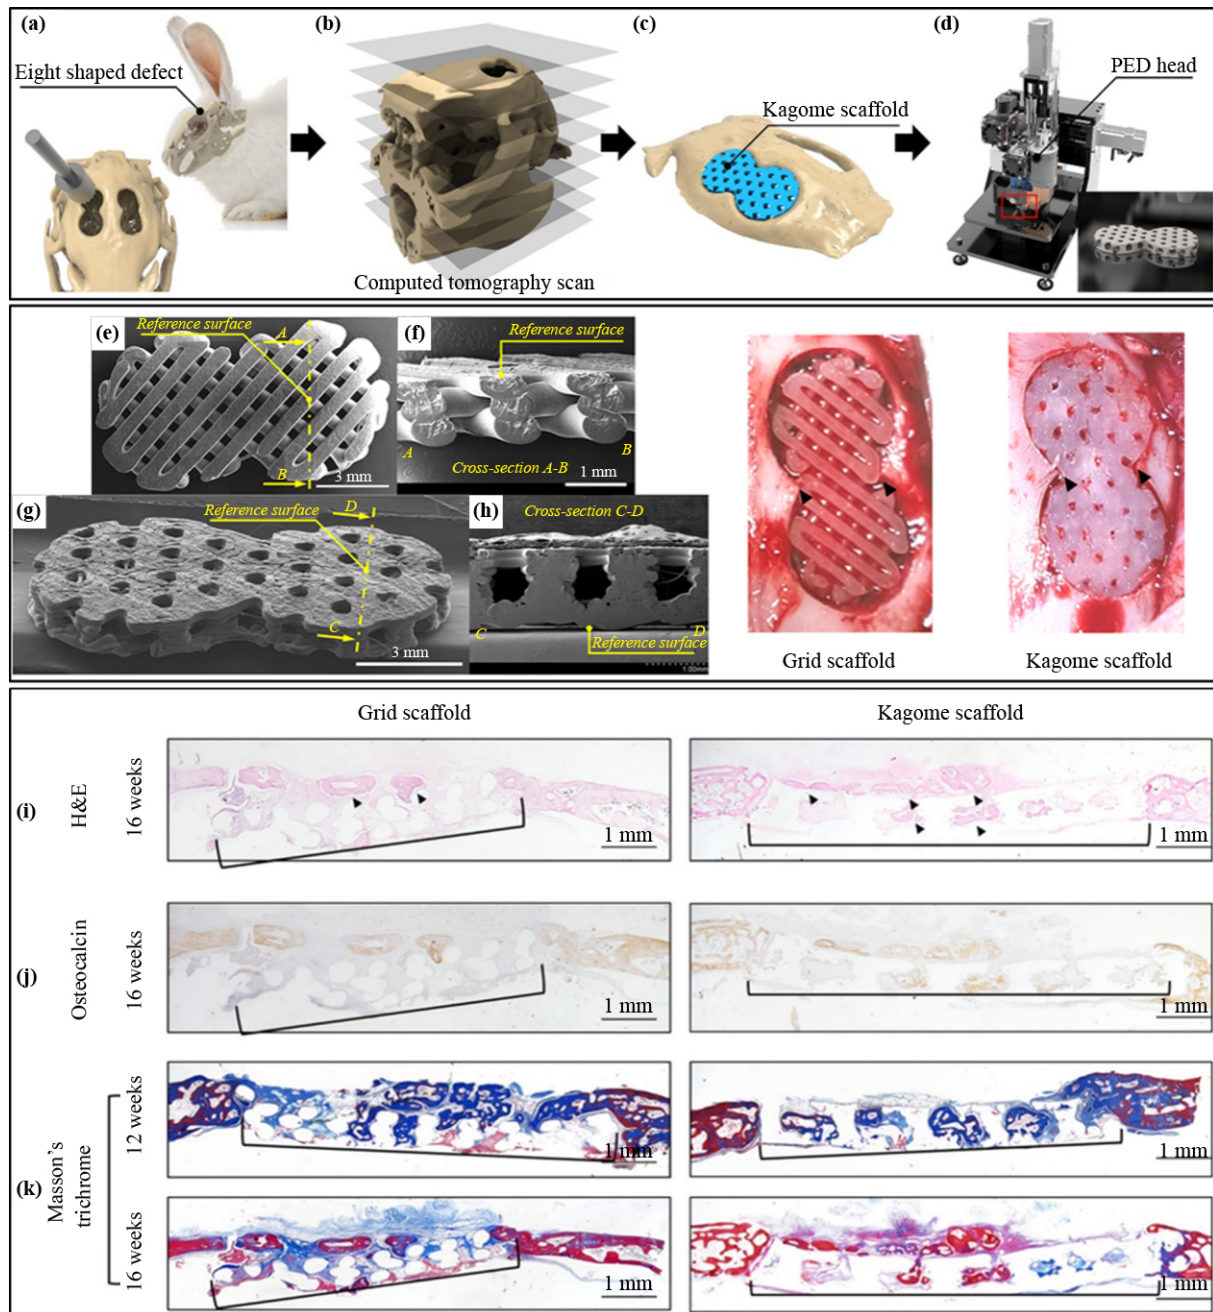 (a)
(b)
(c)
(d)
Eight shaped defect
Computed tomography scan
Kagome scaffold
PED head
(e)
Reference surface
A
B
3 mm
(f)
Reference surface
A
B
Cross-section A-B
1 mm
(g)
Reference surface
D
C
3 mm
(h)
Cross-section C-D
C
D
Reference surface
1.00mm
Grid scaffold
Kagome scaffold
Grid scaffold
Kagome scaffold
(i)
H&E
16 weeks
1 mm
1 mm
(j)
Osteocalcin
16 weeks
1 mm
1 mm
(k)
Masson's
trichrome
12 weeks
1 mm
1 mm
16 weeks
1 mm
1 mm